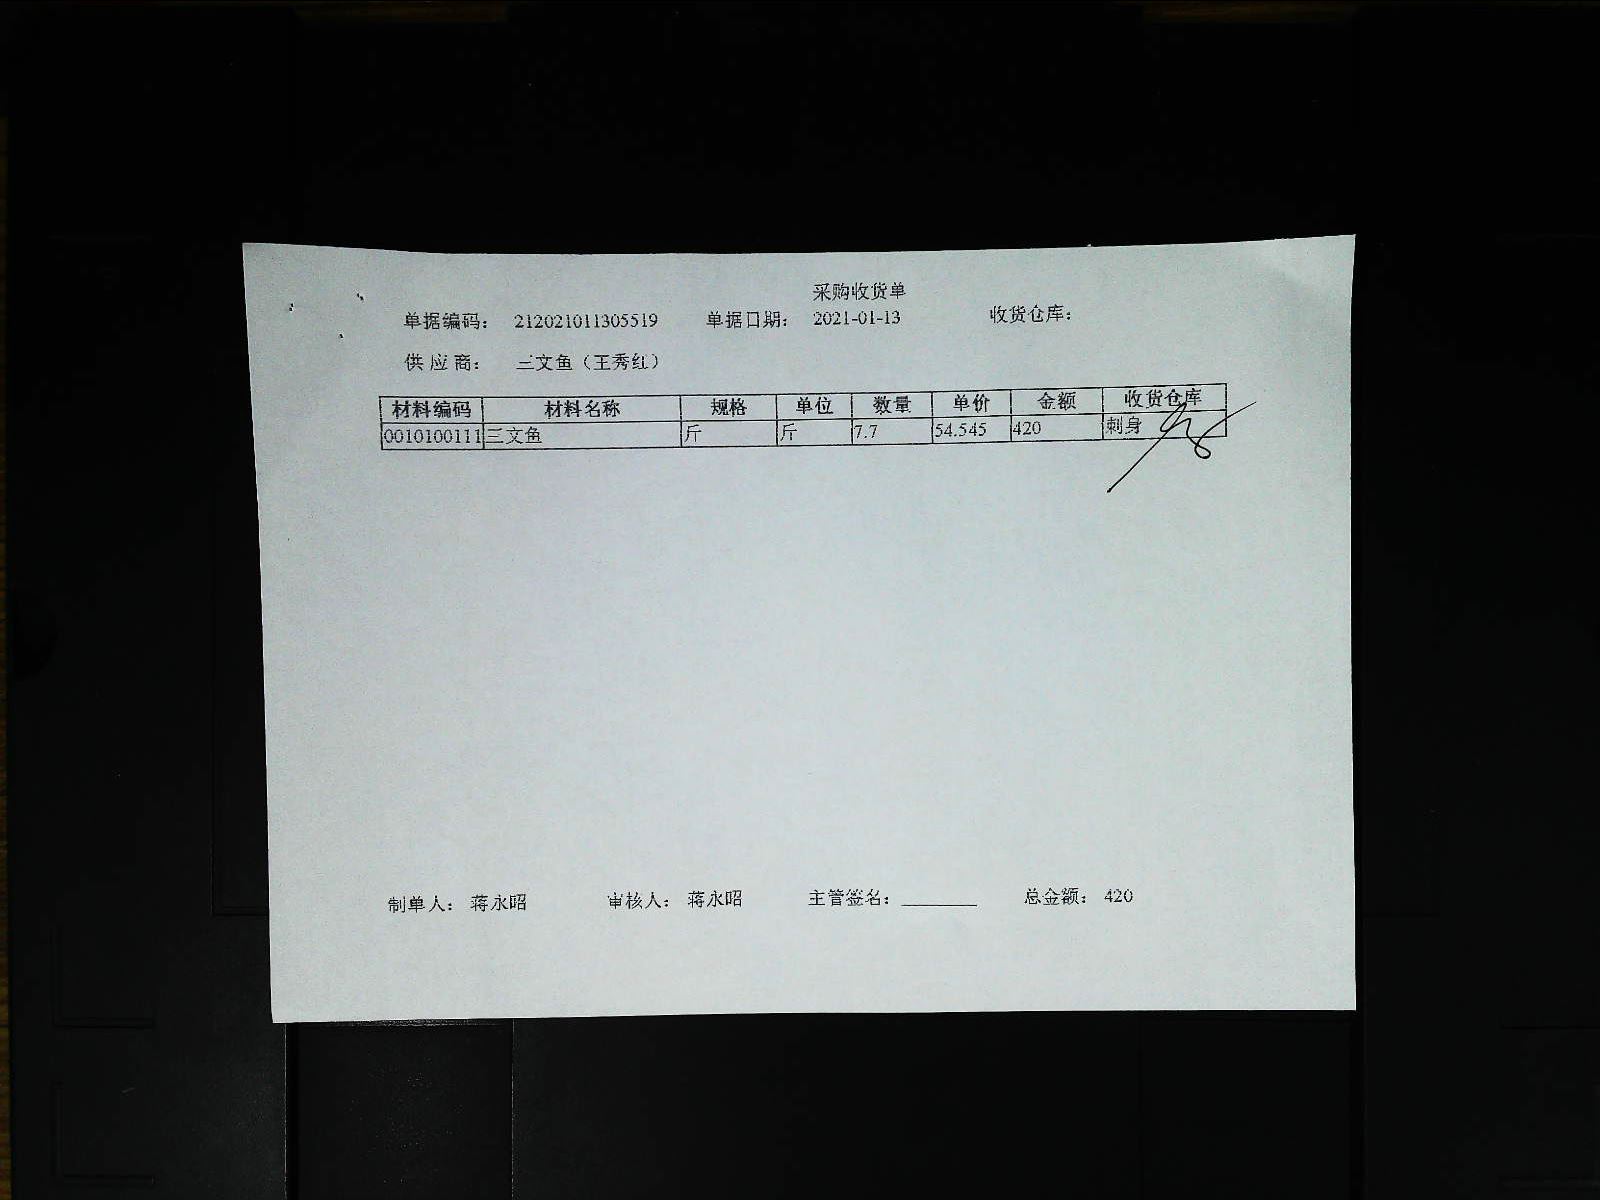 采购收货单
单据编码： 212021011305519 单据日期： 2021-01-13 收货仓库：
供 应 商： 三文鱼（王秀红）
材料编码 材料名称 规格 单位 数量 单价 金额 收货仓库
0010100111 三文鱼 斤 斤 7.7 54.545 420 刺身
制单人： 蒋永昭 审核人： 蒋永昭 主管签名：________ 总金额： 420